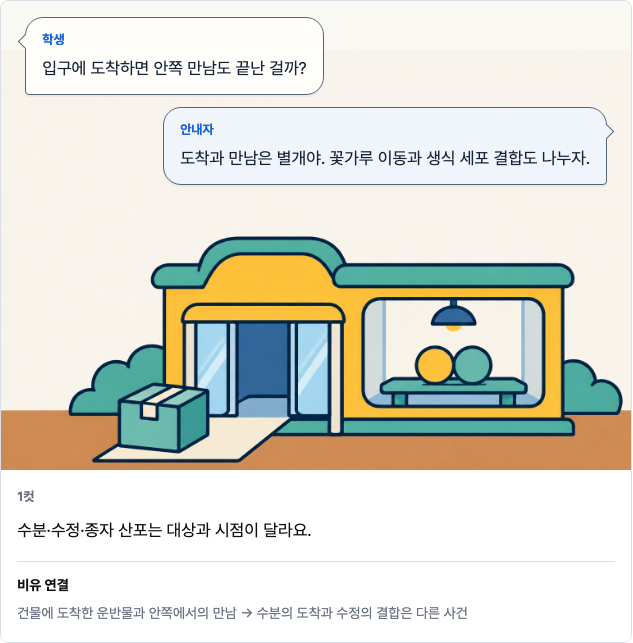 학생
입구에 도착하면 안쪽 만남도 끝난 걸까?
안내자
도착과 만남은 별개야. 꽃가루 이동과 생식 세포 결합도 나누자.
1컷
수분·수정·종자 산포는 대상과 시점이 달라요.
비유 연결
건물에 도착한 운반물과 안쪽에서의 만남 → 수분의 도착과 수정의 결합은 다른 사건